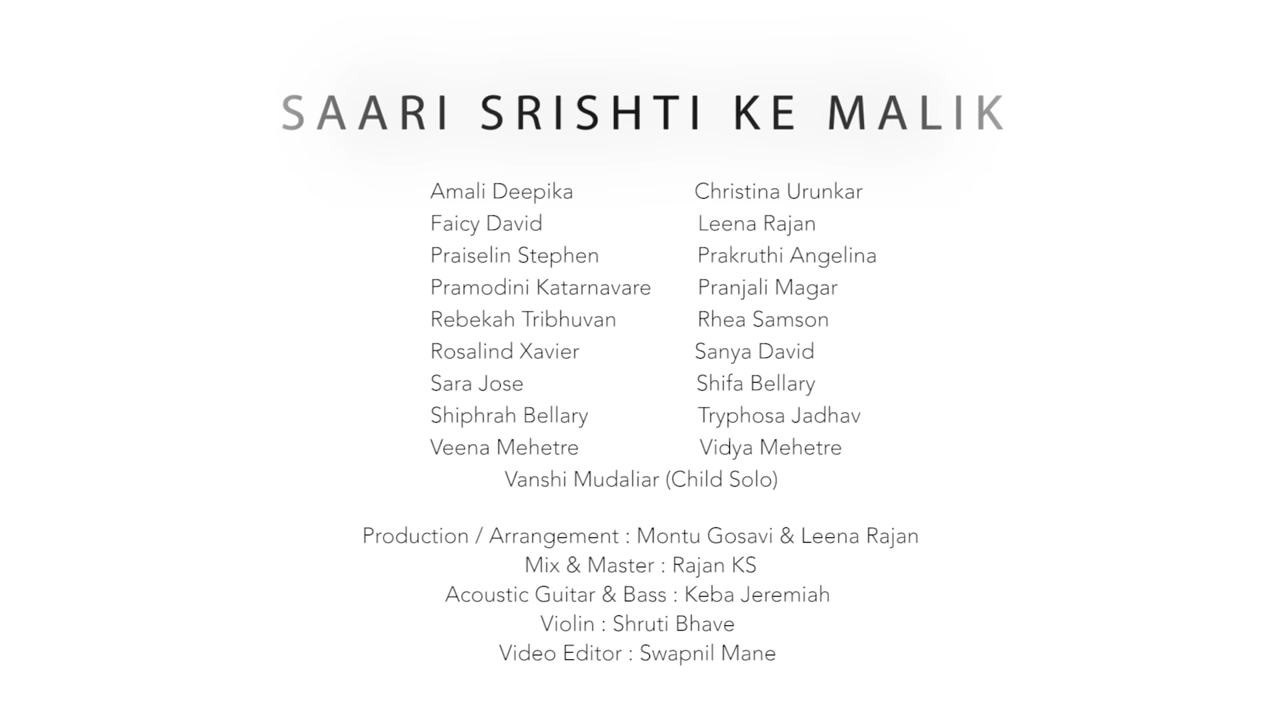 SAARI SRISHTI KE MALIK
Amali Deepika Christina Urunkar
Faicy David Leena Rajan
Praiselin Stephen Prakruthi Angelina
Pramodini Katarnavare Pranjali Magar
Rebekah Tribhuvan Rhea Samson
Rosalind Xavier Sanya David
Sara Jose Shifa Bellary
Shiphrah Bellary Tryphosa Jadhav
Veena Mehetre Vidya Mehetre
Vanshi Mudaliar (Child Solo)
Production / Arrangement : Montu Gosavi & Leena Rajan
Mix & Master : Rajan KS
Acoustic Guitar & Bass : Keba Jeremiah
Violin : Shruti Bhave
Video Editor : Swapnil Mane